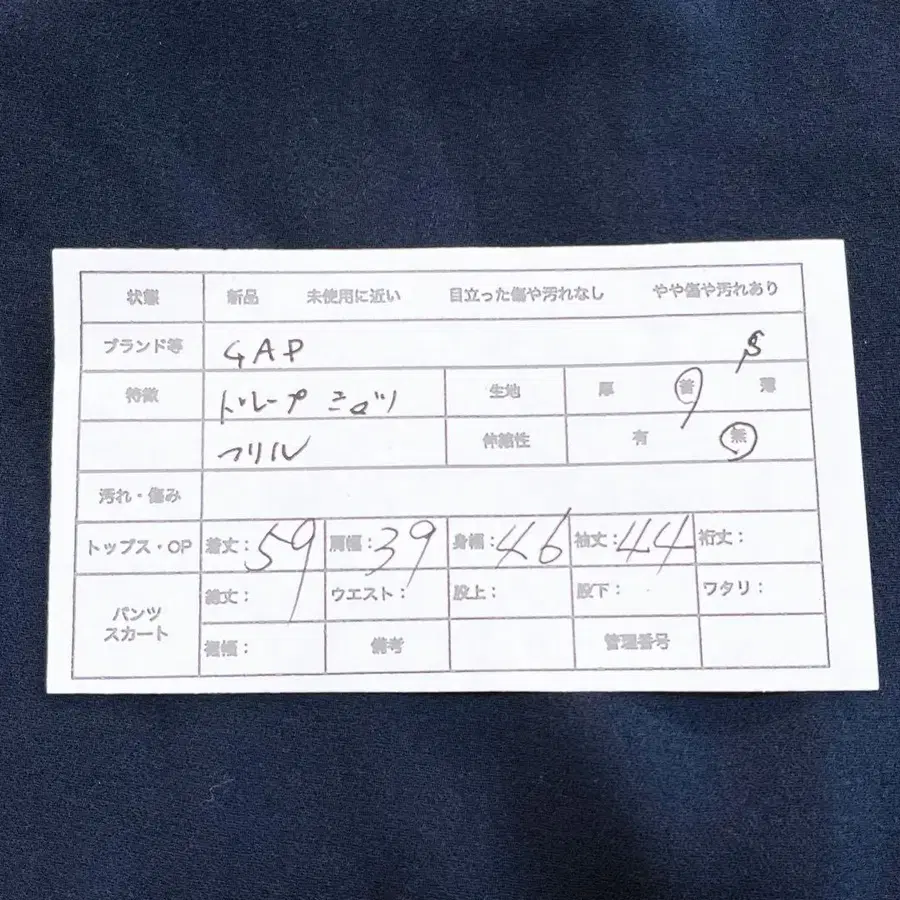 状態 新品 未使用に近い 目立った傷や汚れなし やや傷や汚れあり
ブランド等 GAP S
特徴 ドレープ 生地 厚 普 薄
フリル 伸縮性 有 無
汚れ・傷み
トップス・OP 着丈：59 肩幅：39 身幅：46 袖丈：44 裄丈：
パンツ スカート 総丈： ウエスト： 股上： 股下： ワタリ：
裾幅： 備考 管理番号